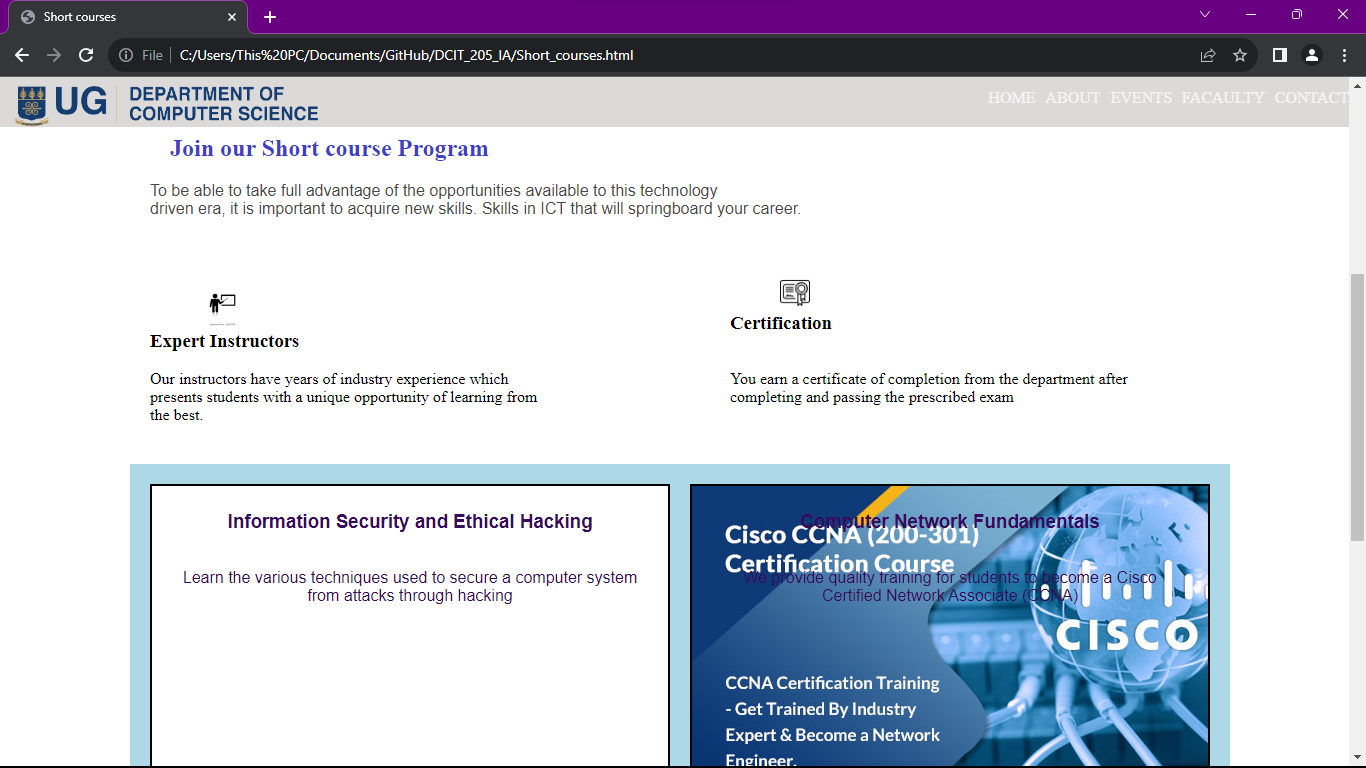 Short courses
File
C:/Users/This%20PC/Documents/GitHub/DCIT_205_IA/Short_courses.html
UG DEPARTMENT OF
COMPUTER SCIENCE
HOME ABOUT EVENTS FACAULTY CONTACT
Join our Short course Program
To be able to take full advantage of the opportunities available to this technology
driven era, it is important to acquire new skills. Skills in ICT that will springboard your career.
Expert Instructors
Our instructors have years of industry experience which
presents students with a unique opportunity of learning from
the best.
Certification
You earn a certificate of completion from the department after
completing and passing the prescribed exam
Information Security and Ethical Hacking
Learn the various techniques used to secure a computer system
from attacks through hacking
Computer Network Fundamentals
We provide quality training for students to become a Cisco
Certified Network Associate (CCNA)
Cisco CCNA (200-301)
Certification Course
CISCO
CCNA Certification Training
- Get Trained By Industry
Expert & Become a Network
Engineer.